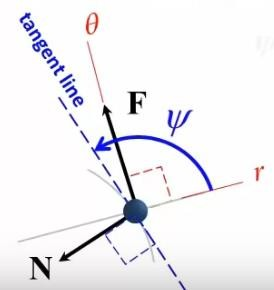 θ
tangent line
F
ψ
r
N